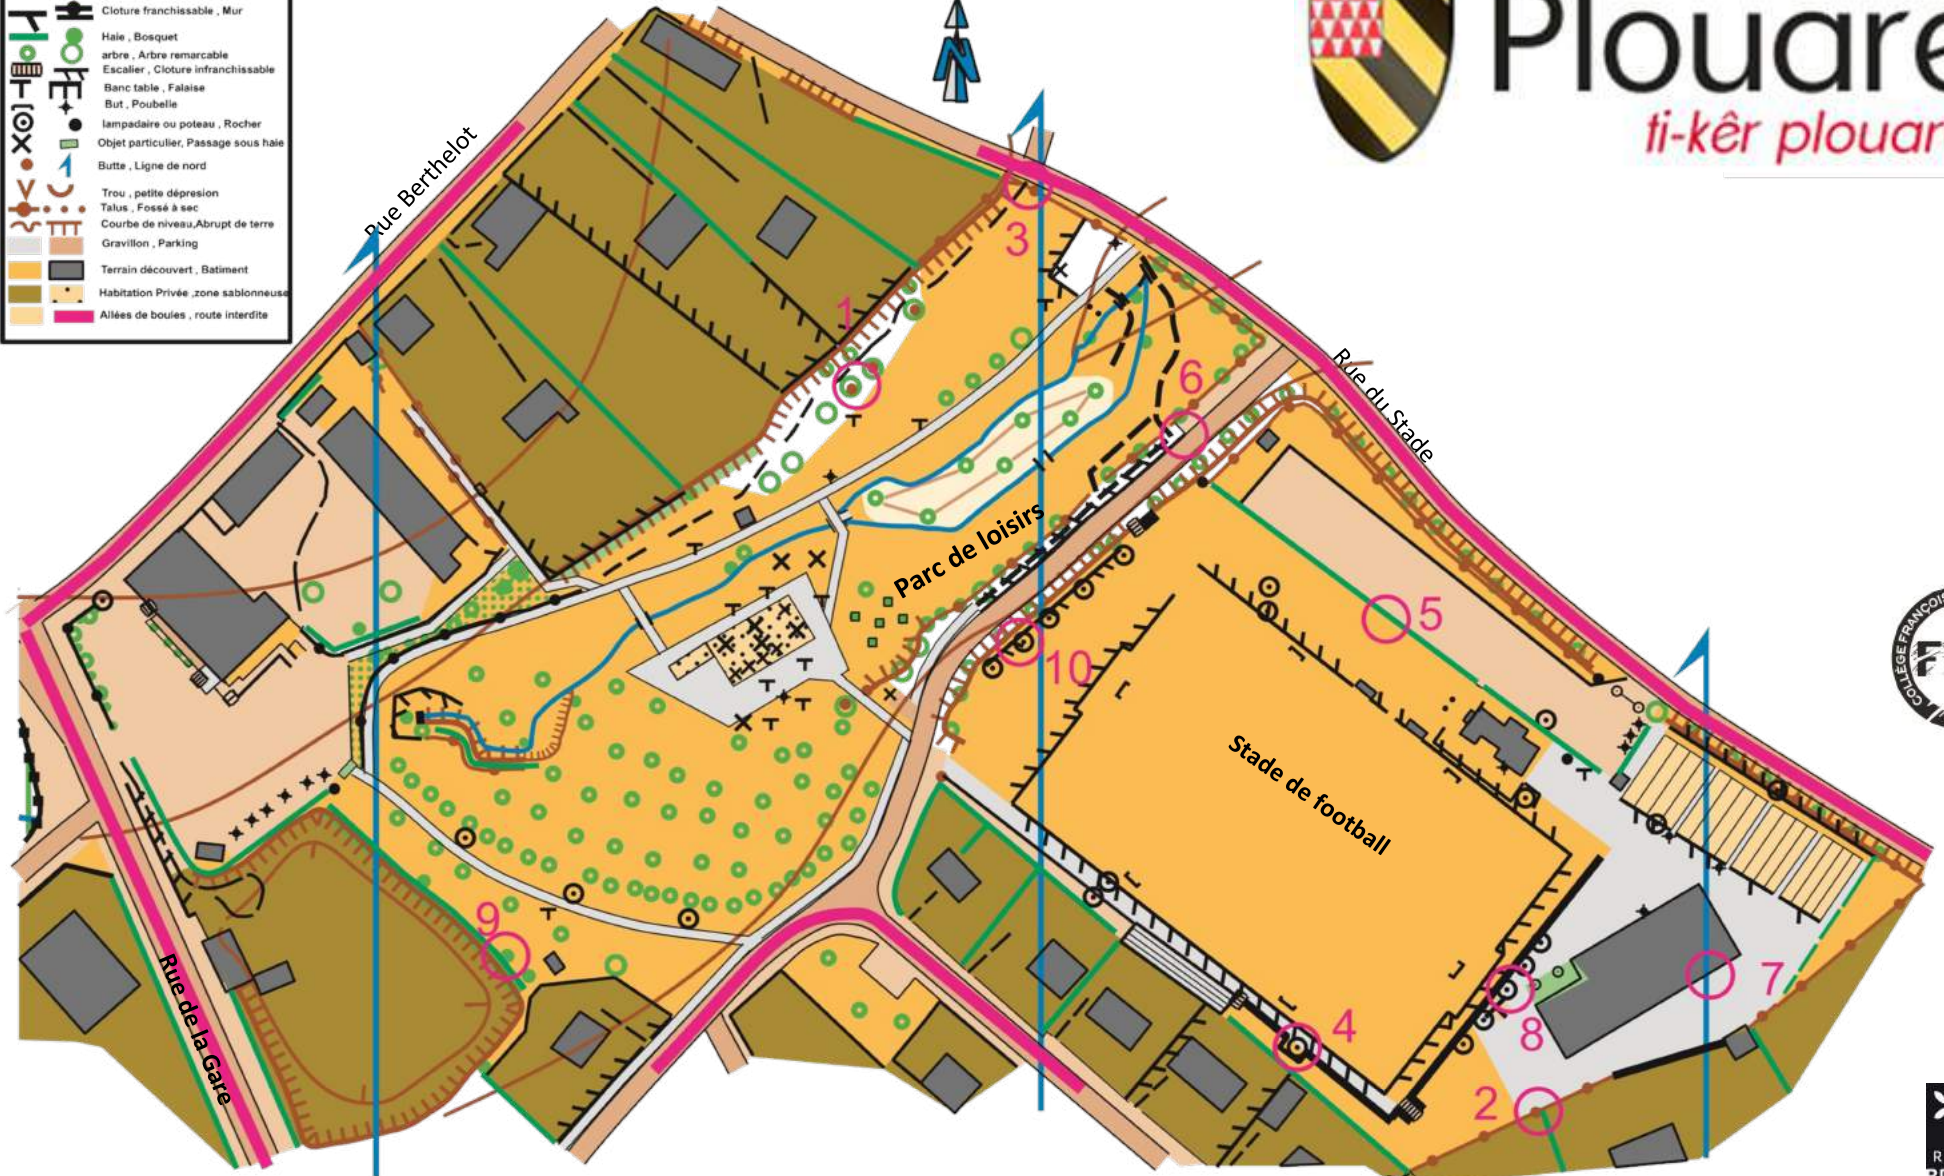 Cloture franchissable , Mur
Haie , Bosquet
arbre , Arbre remarcable
Escalier , Cloture infranchissable
Banc table , Falaise
But , Poubelle
lampadaire ou poteau , Rocher
Objet particulier, Passage sous haie
Butte , Ligne de nord
Trou , petite dépresion
Talus , Fossé à sec
Courbe de niveau,Abrupt de terre
Gravillon , Parking
Terrain découvert , Batiment
Habitation Privée ,zone sablonneuse
Allées de boules , route interdite
N
Plouare
ti-kêr plouar
Rue Berthelot
3
1
6
Rue du Stade
Parc de loisirs
5
10
COLLÈGE FRANÇOIS
Stade de football
9
7
Rue de la Gare
4
8
2
R